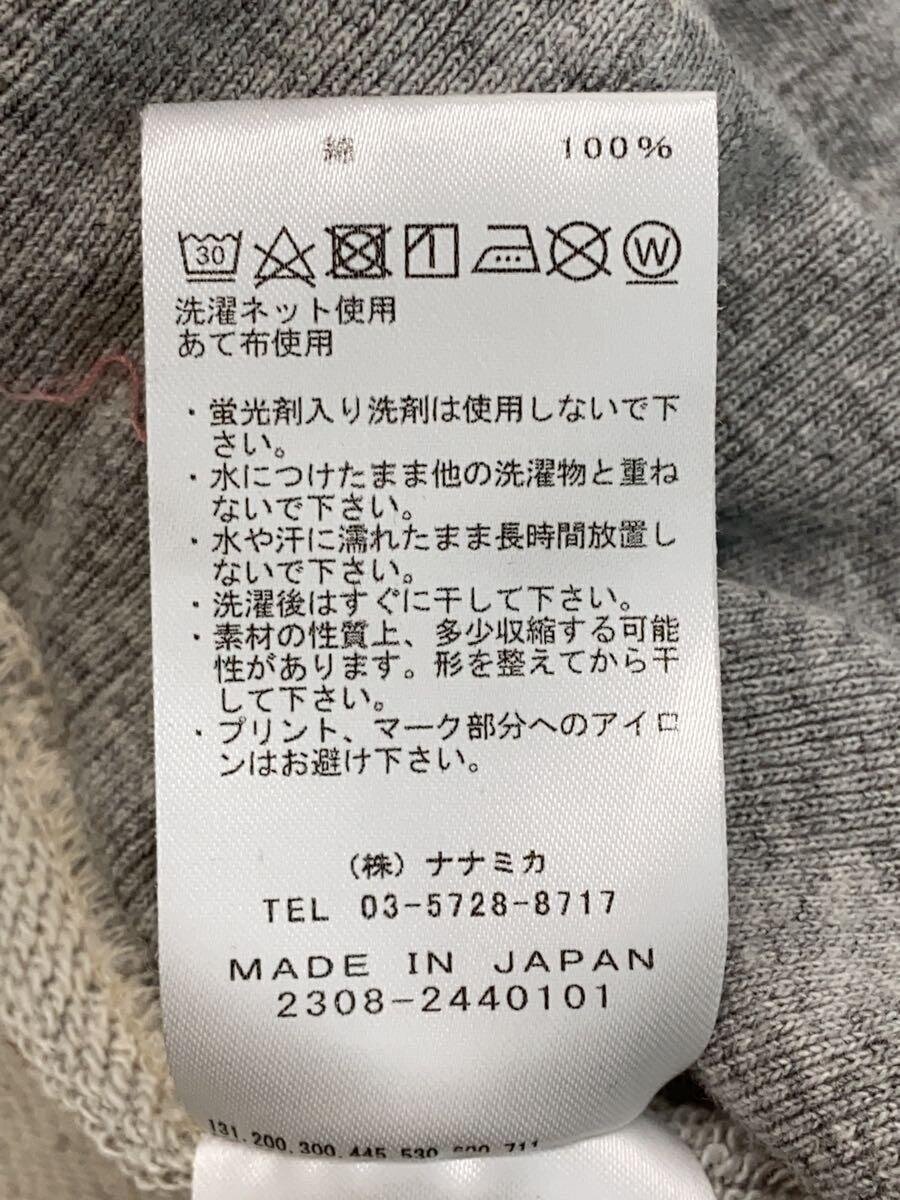 綿 100%
30 W
洗濯ネット使用
あて布使用
・蛍光剤入り洗剤は使用しないで下
さい。
・水につけたまま他の洗濯物と重ね
ないで下さい。
・水や汗に濡れたまま長時間放置し
ないで下さい。
・洗濯後はすぐに干して下さい。
・素材の性質上、多少収縮する可能
性があります。形を整えてから干
して下さい。
・プリント、マーク部分へのアイロ
ンはお避け下さい。
(株) ナナミカ
TEL 03-5728-8717
MADE IN JAPAN
2308-2440101
131.200.300.445.530.600.711